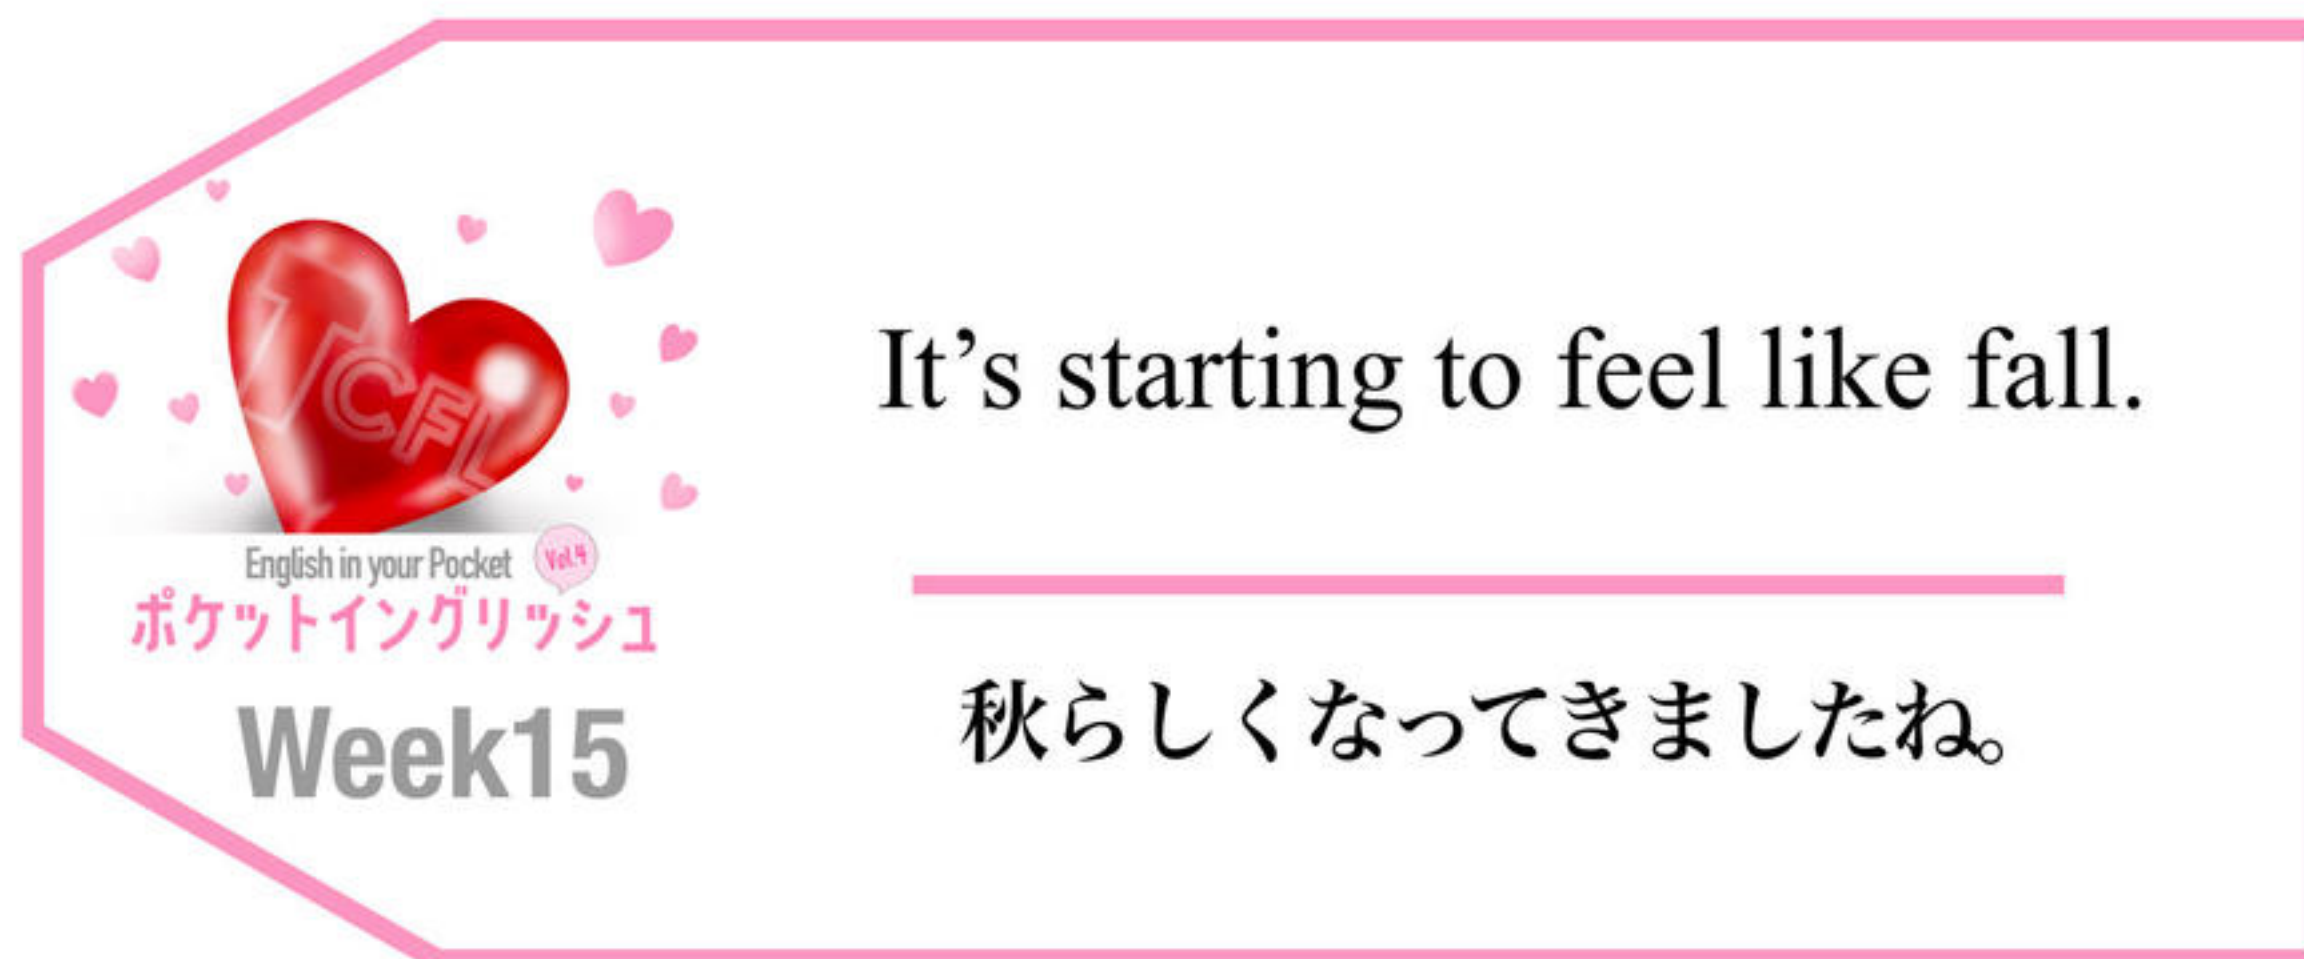 CFL
English in your Pocket Vol.4
ポケットイングリッシュ
Week15
It’s starting to feel like fall.
秋らしくなってきましたね。